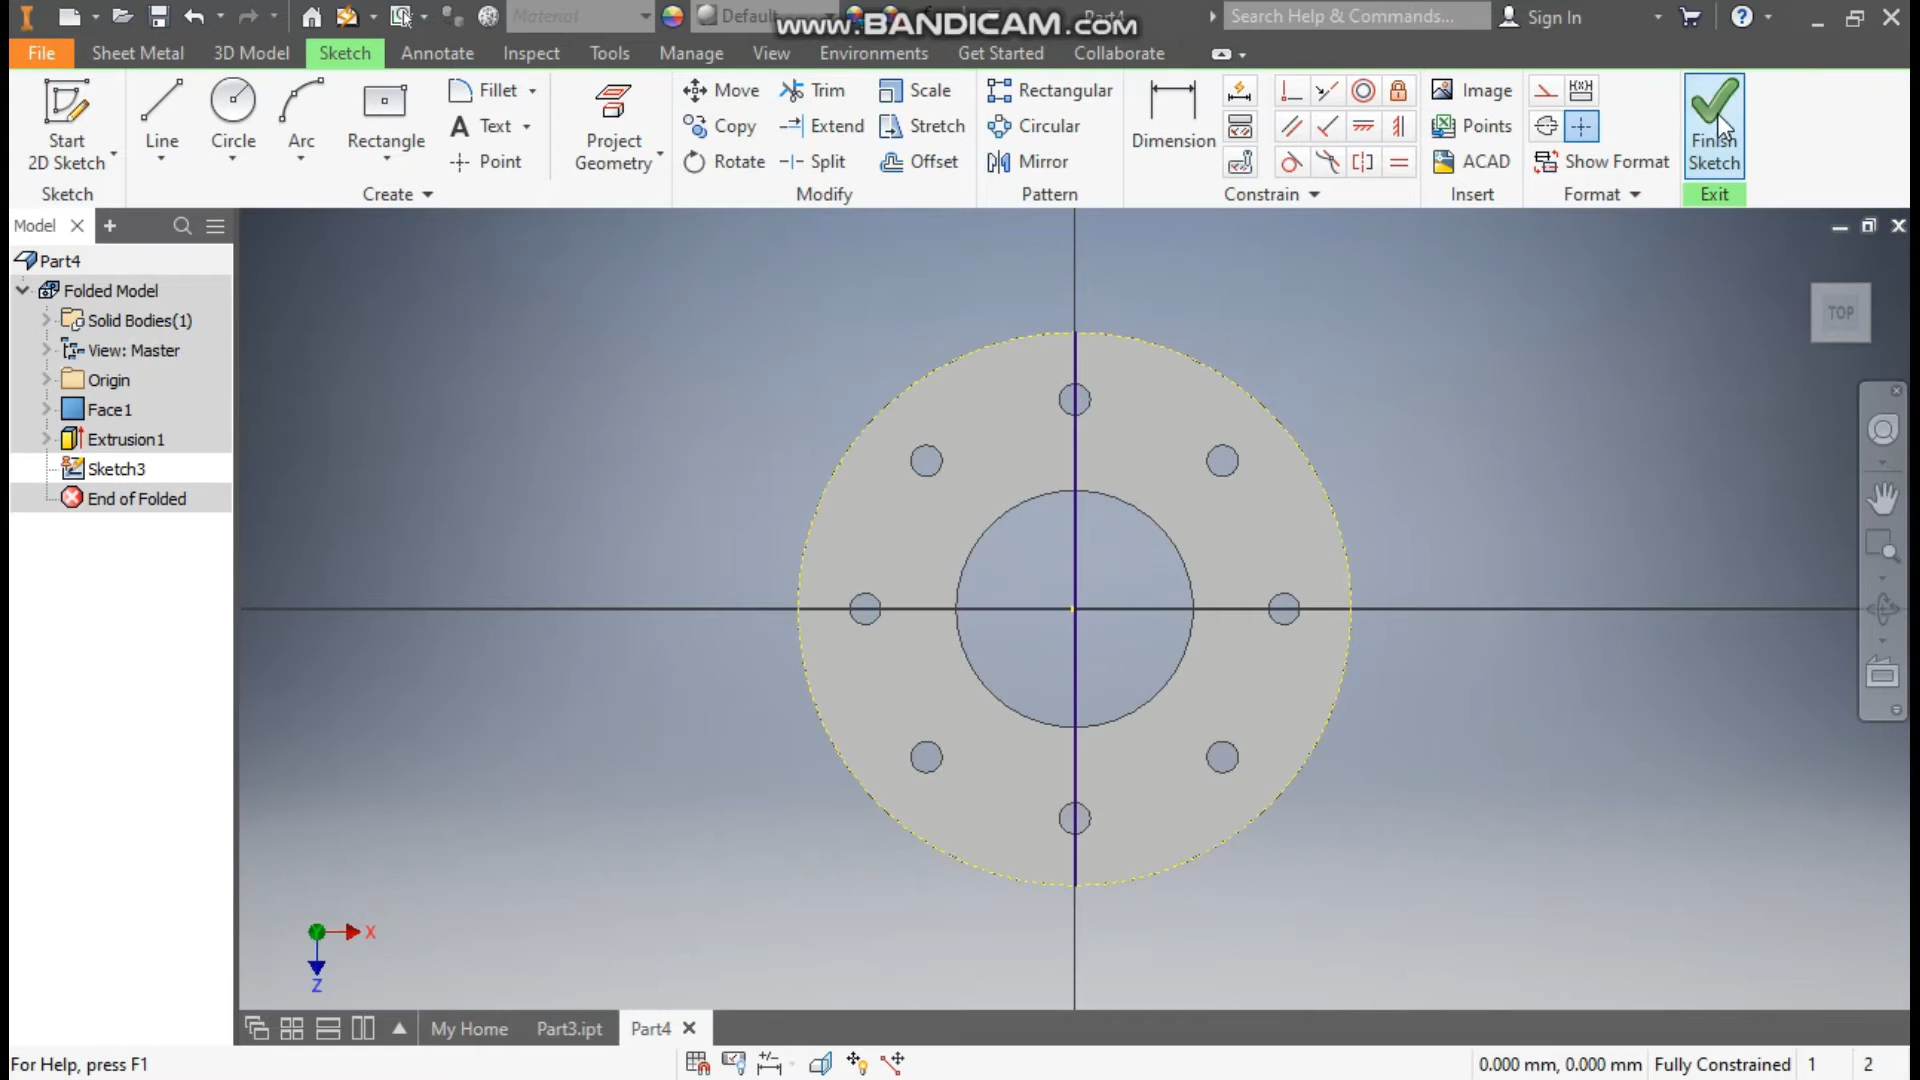 Material
Default
www.BANDICAM.com
Part4
Search Help & Commands...
Sign In
File
Sheet Metal
3D Model
Sketch
Annotate
Inspect
Tools
Manage
View
Environments
Get Started
Collaborate
Start
2D Sketch
Line
Circle
Arc
Rectangle
Fillet
Text
Point
Project
Geometry
Move
Copy
Rotate
Trim
Extend
Split
Scale
Stretch
Offset
Rectangular
Circular
Mirror
Dimension
Image
Points
ACAD
Show Format
Finish
Sketch
Sketch
Create
Modify
Pattern
Constrain
Insert
Format
Exit
Model
Part4
Folded Model
Solid Bodies(1)
View: Master
Origin
Face1
Extrusion1
Sketch3
End of Folded
TOP
X
Z
My Home
Part3.ipt
Part4
For Help, press F1
0.000 mm, 0.000 mm
Fully Constrained
1
2